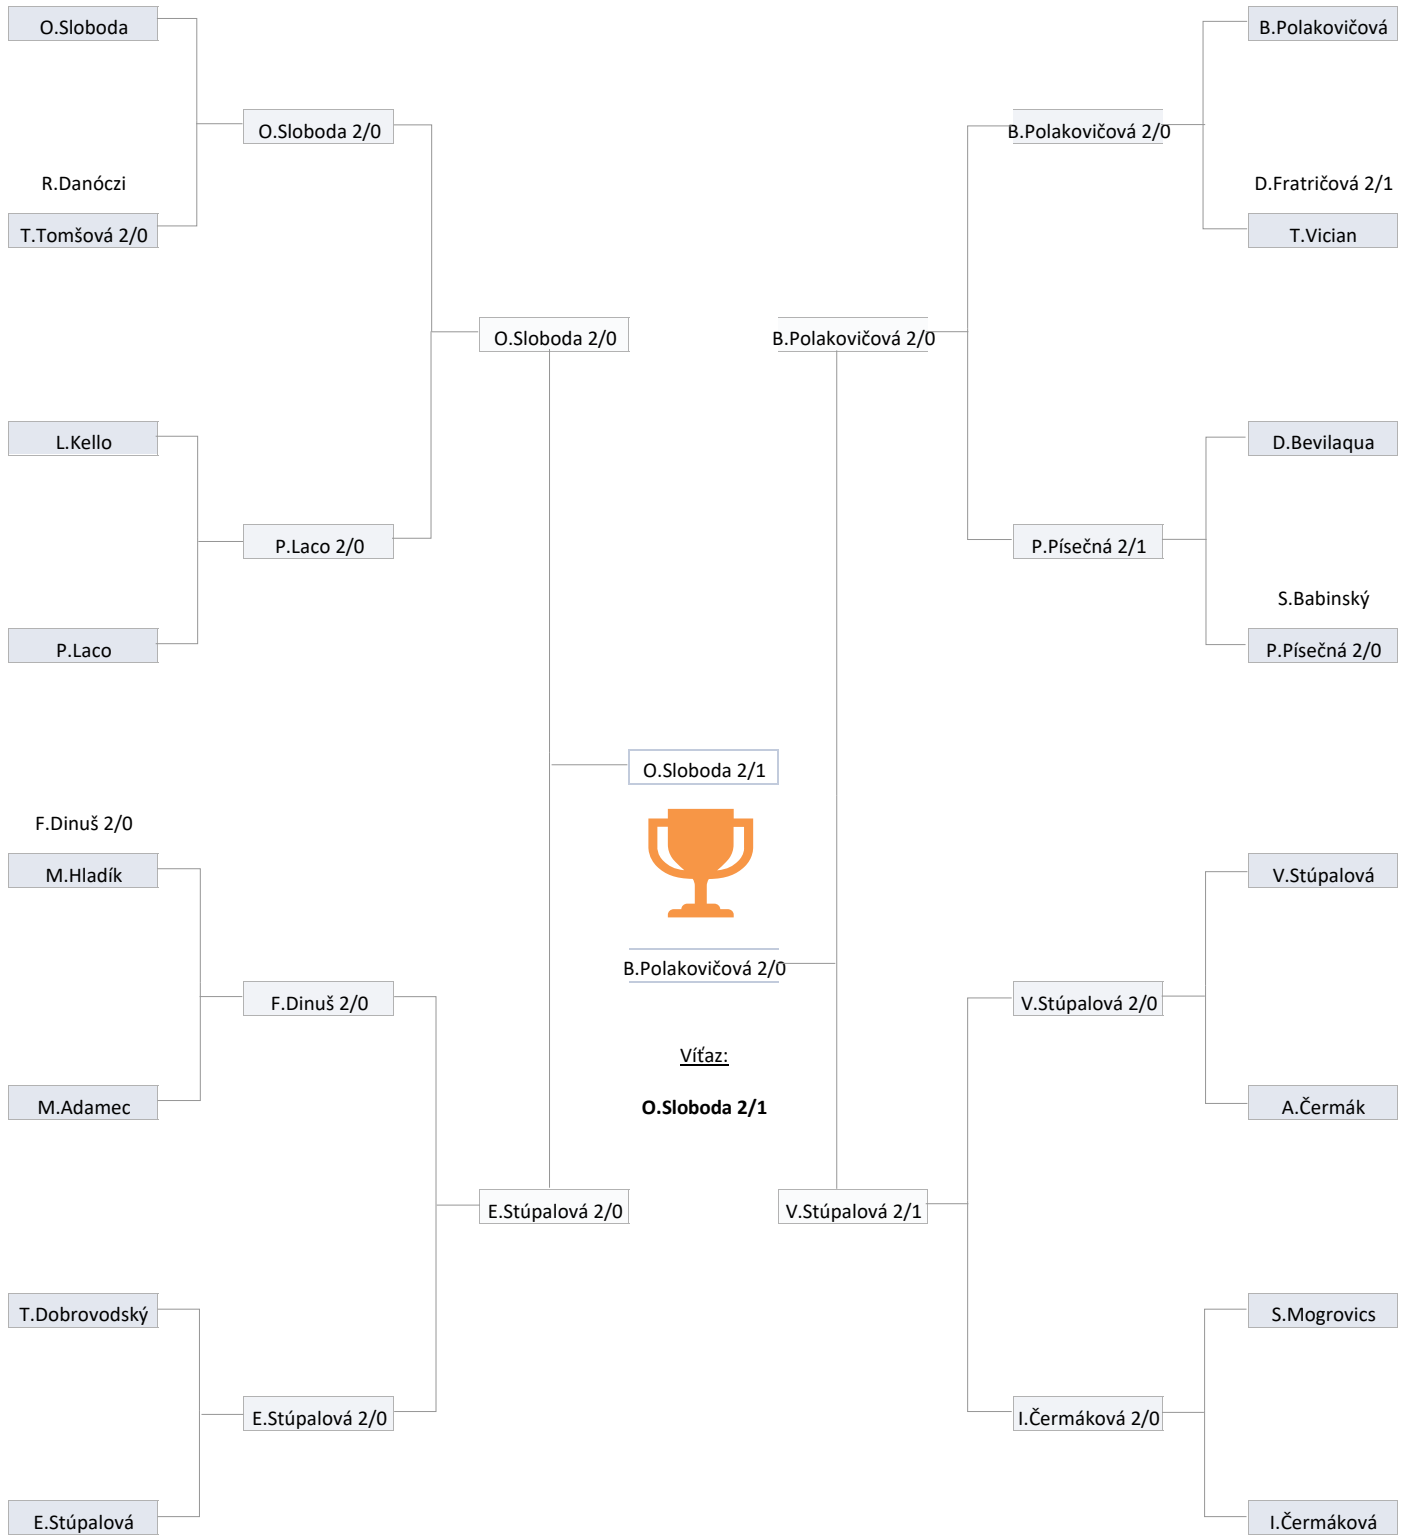 O.Sloboda
B.Polakovičová
O.Sloboda 2/0
B.Polakovičová 2/0
R.Danóczi
D.Fratričová 2/1
T.Tomšová 2/0
T.Vician
O.Sloboda 2/0
B.Polakovičová 2/0
L.Kello
D.Bevilaqua
P.Laco 2/0
P.Písečná 2/1
S.Babinský
P.Laco
P.Písečná 2/0
O.Sloboda 2/1
F.Dinuš 2/0
M.Hladík
V.Stúpalová
B.Polakovičová 2/0
F.Dinuš 2/0
V.Stúpalová 2/0
Víťaz:
M.Adamec
O.Sloboda 2/1
A.Čermák
E.Stúpalová 2/0
V.Stúpalová 2/1
T.Dobrovodský
S.Mogrovics
E.Stúpalová 2/0
I.Čermáková 2/0
E.Stúpalová
I.Čermáková